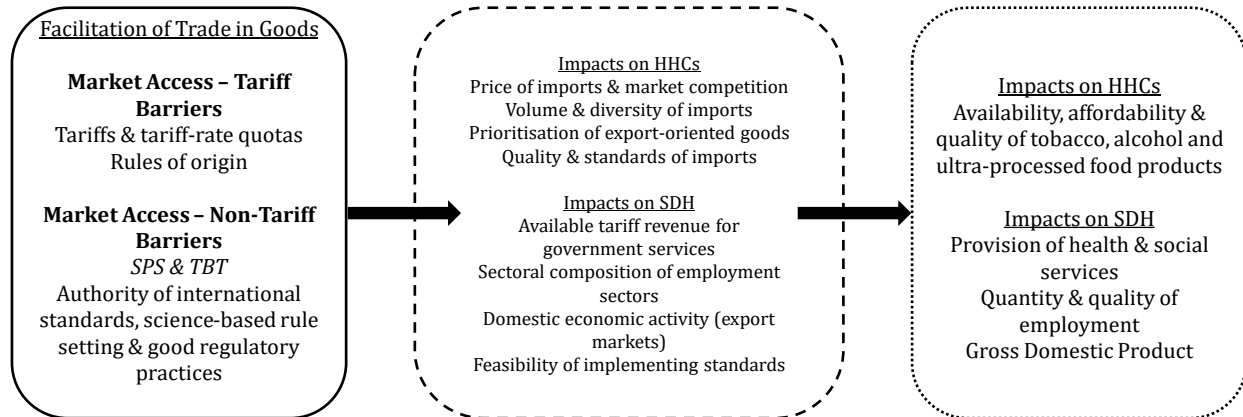 Facilitation of Trade in Goods
Market Access – Tariff
Barriers
Tariffs & tariff-rate quotas
Rules of origin
Market Access – Non-Tariff
Barriers
SPS & TBT
Authority of international
standards, science-based rule
setting & good regulatory
practices
Impacts on HHCs
Price of imports & market competition
Volume & diversity of imports
Prioritisation of export-oriented goods
Quality & standards of imports
Impacts on SDH
Available tariff revenue for
government services
Sectoral composition of employment
sectors
Domestic economic activity (export
markets)
Feasibility of implementing standards
Impacts on HHCs
Availability, affordability &
quality of tobacco, alcohol and
ultra-processed food products
Impacts on SDH
Provision of health & social
services
Quantity & quality of
employment
Gross Domestic Product